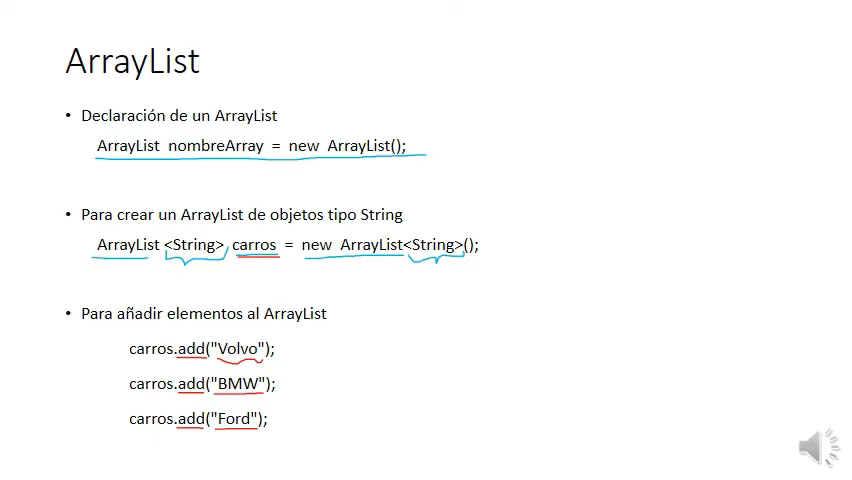 ArrayList
• Declaración de un ArrayList
ArrayList nombreArray = new ArrayList();
• Para crear un ArrayList de objetos tipo String
ArrayList <String> carros = new ArrayList<String>();
• Para añadir elementos al ArrayList
carros.add("Volvo");
carros.add("BMW");
carros.add("Ford");